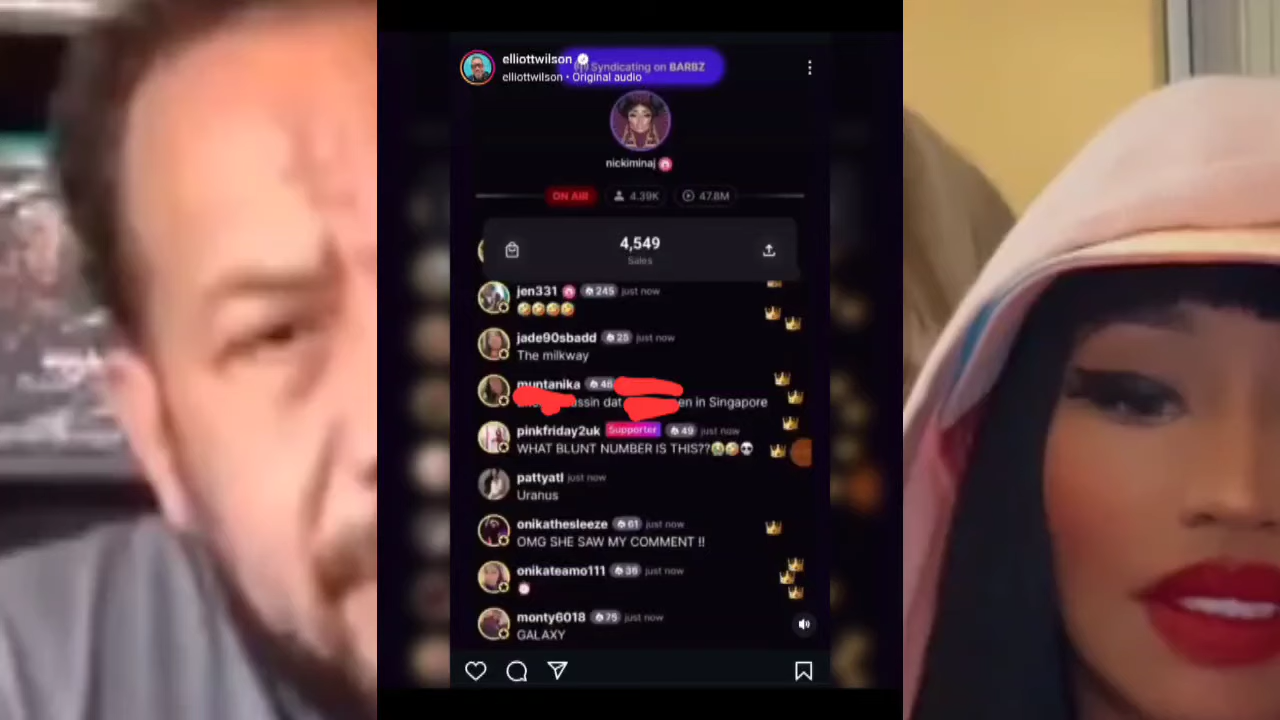 elliottwilson
Syndicating on BARBZ
elliottwilson • Original audio
nickiminaj
ON AIR 4.39K 47.8M
4,549
Sales
jen331 245 just now
🤣🤣🤣🤣
jade90sbadd 25 just now
The milkway
muntanika 46
dat in Singapore
pinkfriday2uk Supporter 49 just now
WHAT BLUNT NUMBER IS THIS??😭🤣💀
pattyatl just now
Uranus
onikathesleeze 61 just now
OMG SHE SAW MY COMMENT !!
onikateamo111 36 just now
monty6018 75 just now
GALAXY